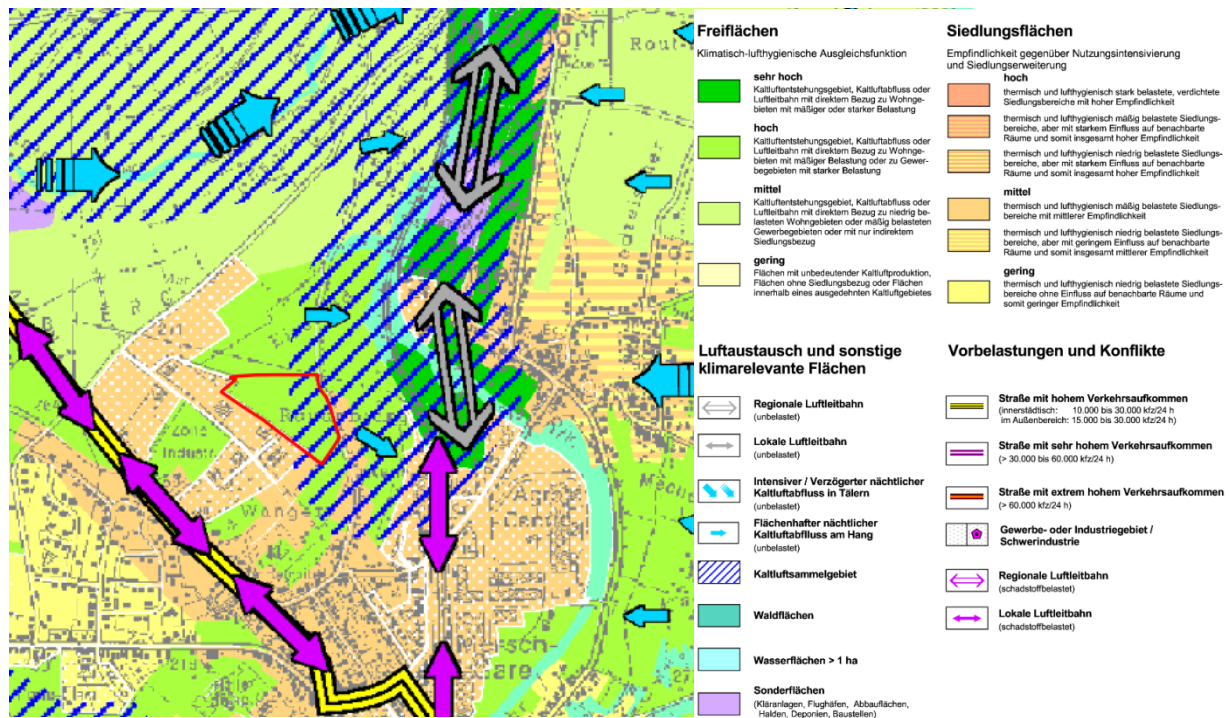 Freiflächen
Klimatisch-lufthygienische Ausgleichsfunktion
sehr hoch
Kaltluftentstehungsgebiet, Kaltluftabfluss oder
Luftleitbahn mit direktem Bezug zu Wohnge-
bieten mit mäßiger oder starker Belastung
hoch
Kaltluftentstehungsgebiet, Kaltluftabfluss oder
Luftleitbahn mit direktem Bezug zu Wohnge-
bieten mit mäßiger Belastung oder zu Gewer-
begebieten mit starker Belastung
mittel
Kaltluftentstehungsgebiet, Kaltluftabfluss oder
Luftleitbahn mit direktem Bezug zu niedrig be-
lasteten Wohngebieten oder mäßig belasteten
Gewerbegebieten oder mit nur indirektem
Siedlungsbezug
gering
Flächen mit unbedeutender Kaltluftproduktion,
Flächen ohne Siedlungsbezug oder Flächen
innerhalb eines ausgedehnten Kaltluftgebietes
Siedlungsflächen
Empfindlichkeit gegenüber Nutzungsintensivierung
und Siedlungserweiterung
hoch
thermisch und lufthygienisch stark belastete, verdichtete
Siedlungsbereiche mit hoher Empfindlichkeit
thermisch und lufthygienisch mäßig belastete Siedlungs-
bereiche, aber mit starkem Einfluss auf benachbarte
Räume und somit insgesamt hoher Empfindlichkeit
thermisch und lufthygienisch niedrig belastete Siedlungs-
bereiche, aber mit starkem Einfluss auf benachbarte
Räume und somit insgesamt hoher Empfindlichkeit
mittel
thermisch und lufthygienisch mäßig belastete Siedlungs-
bereiche mit mittlerer Empfindlichkeit
thermisch und lufthygienisch niedrig belastete Siedlungs-
bereiche, aber mit geringem Einfluss auf benachbarte
Räume und somit insgesamt mittlerer Empfindlichkeit
gering
thermisch und lufthygienisch niedrig belastete Siedlungs-
bereiche ohne Einfluss auf benachbarte Räume und
somit geringer Empfindlichkeit
Luftaustausch und sonstige
klimarelevante Flächen
Regionale Luftleitbahn
(unbelastet)
Lokale Luftleitbahn
(unbelastet)
Intensiver / Verzögerter nächtlicher
Kaltluftabfluss in Tälern
(unbelastet)
Flächenhafter nächtlicher
Kaltluftabflluss am Hang
(unbelastet)
Kaltluftsammelgebiet
Waldflächen
Wasserflächen > 1 ha
Sonderflächen
(Kläranlagen, Flughäfen, Abbauflächen,
Halden, Deponien, Baustellen)
Vorbelastungen und Konflikte
Straße mit hohem Verkehrsaufkommen
(innerstädtisch: 10.000 bis 30.000 kfz/24 h
im Außenbereich: 15.000 bis 30.000 kfz/24 h)
Straße mit sehr hohem Verkehrsaufkommen
(> 30.000 bis 60.000 kfz/24 h)
Straße mit extrem hohem Verkehrsaufkommen
(> 60.000 kfz/24 h)
Gewerbe- oder Industriegebiet /
Schwerindustrie
Regionale Luftleitbahn
(schadstoffbelastet)
Lokale Luftleitbahn
(schadstoffbelastet)
Rout-
Zone
Industr.